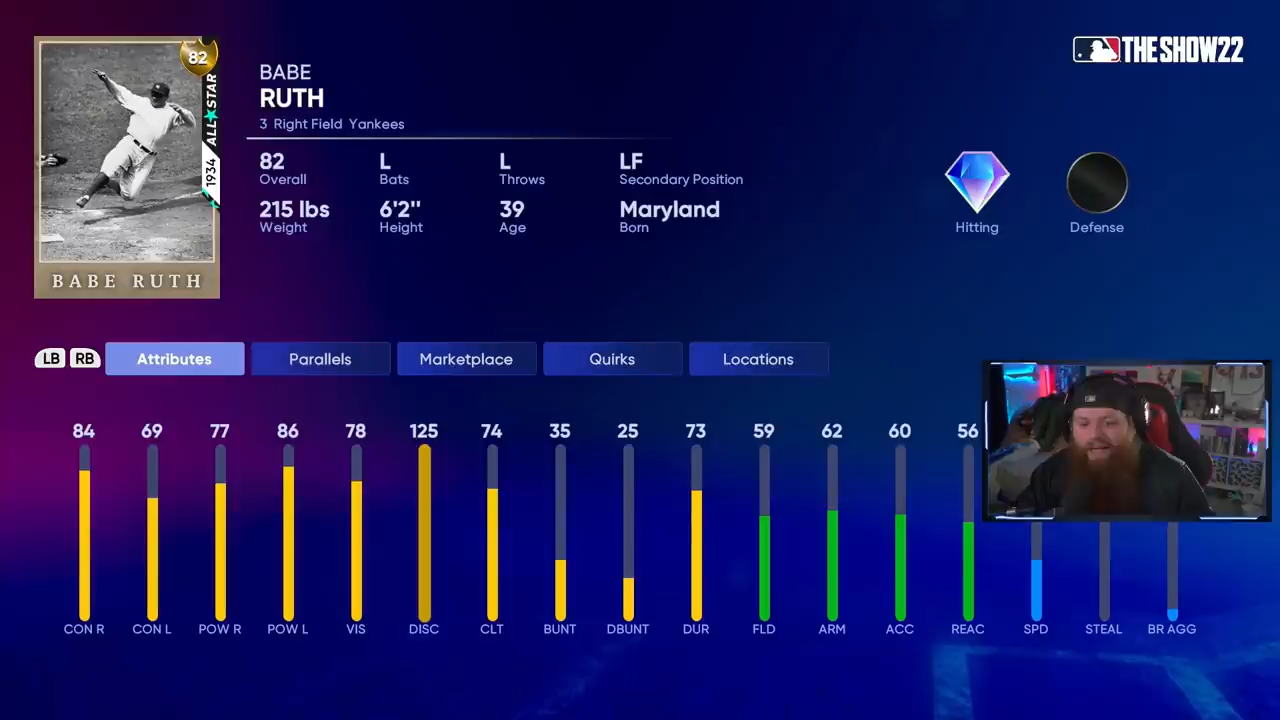 82
ALL★STAR
1934
BABE RUTH
THE SHOW22
BABE
RUTH
3 Right Field Yankees
82 L L LF
Overall Bats Throws Secondary Position
215 lbs 6'2" 39 Maryland
Weight Height Age Born
Hitting Defense
LB RB Attributes Parallels Marketplace Quirks Locations
84 69 77 86 78 125 74 35 25 73 59 62 60 56
CON R CON L POW R POW L VIS DISC CLT BUNT DBUNT DUR FLD ARM ACC REAC SPD STEAL BR AGG